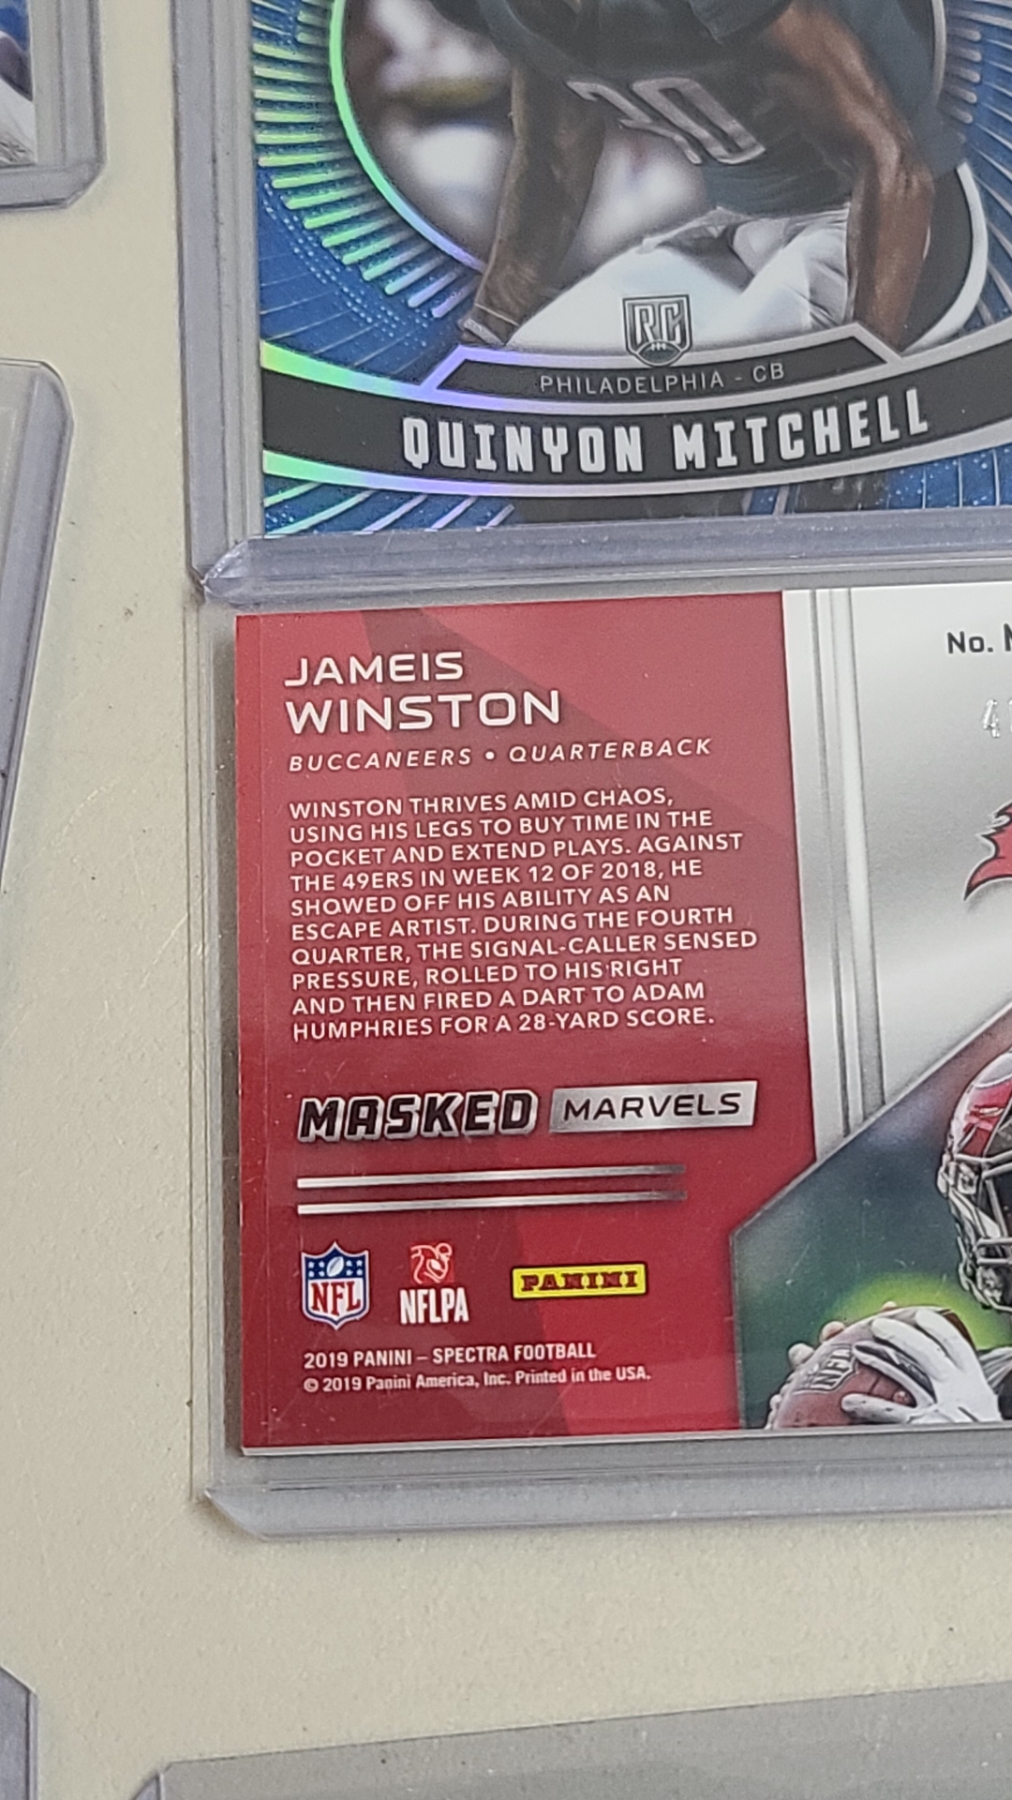 30
RC
PHILADELPHIA - CB
QUINYON MITCHELL
JAMEIS
WINSTON
BUCCANEERS • QUARTERBACK
No.
WINSTON THRIVES AMID CHAOS,
USING HIS LEGS TO BUY TIME IN THE
POCKET AND EXTEND PLAYS. AGAINST
THE 49ERS IN WEEK 12 OF 2018, HE
SHOWED OFF HIS ABILITY AS AN
ESCAPE ARTIST. DURING THE FOURTH
QUARTER, THE SIGNAL-CALLER SENSED
PRESSURE, ROLLED TO HIS RIGHT
AND THEN FIRED A DART TO ADAM
HUMPHRIES FOR A 28-YARD SCORE.
MASKED MARVELS
NFL NFLPA PANINI
2019 PANINI – SPECTRA FOOTBALL
© 2019 Panini America, Inc. Printed in the USA.
NFL